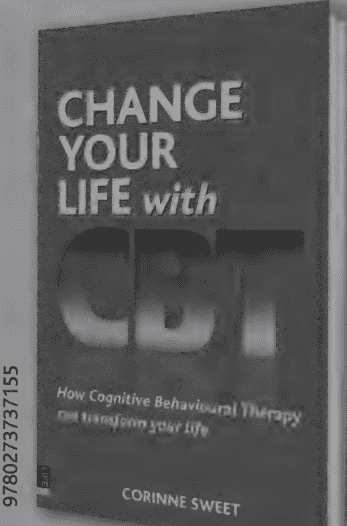 CHANGE
YOUR
LIFE with
CBT
How Cognitive Behavioural Therapy
can transform your life
CORINNE SWEET
9780273737155